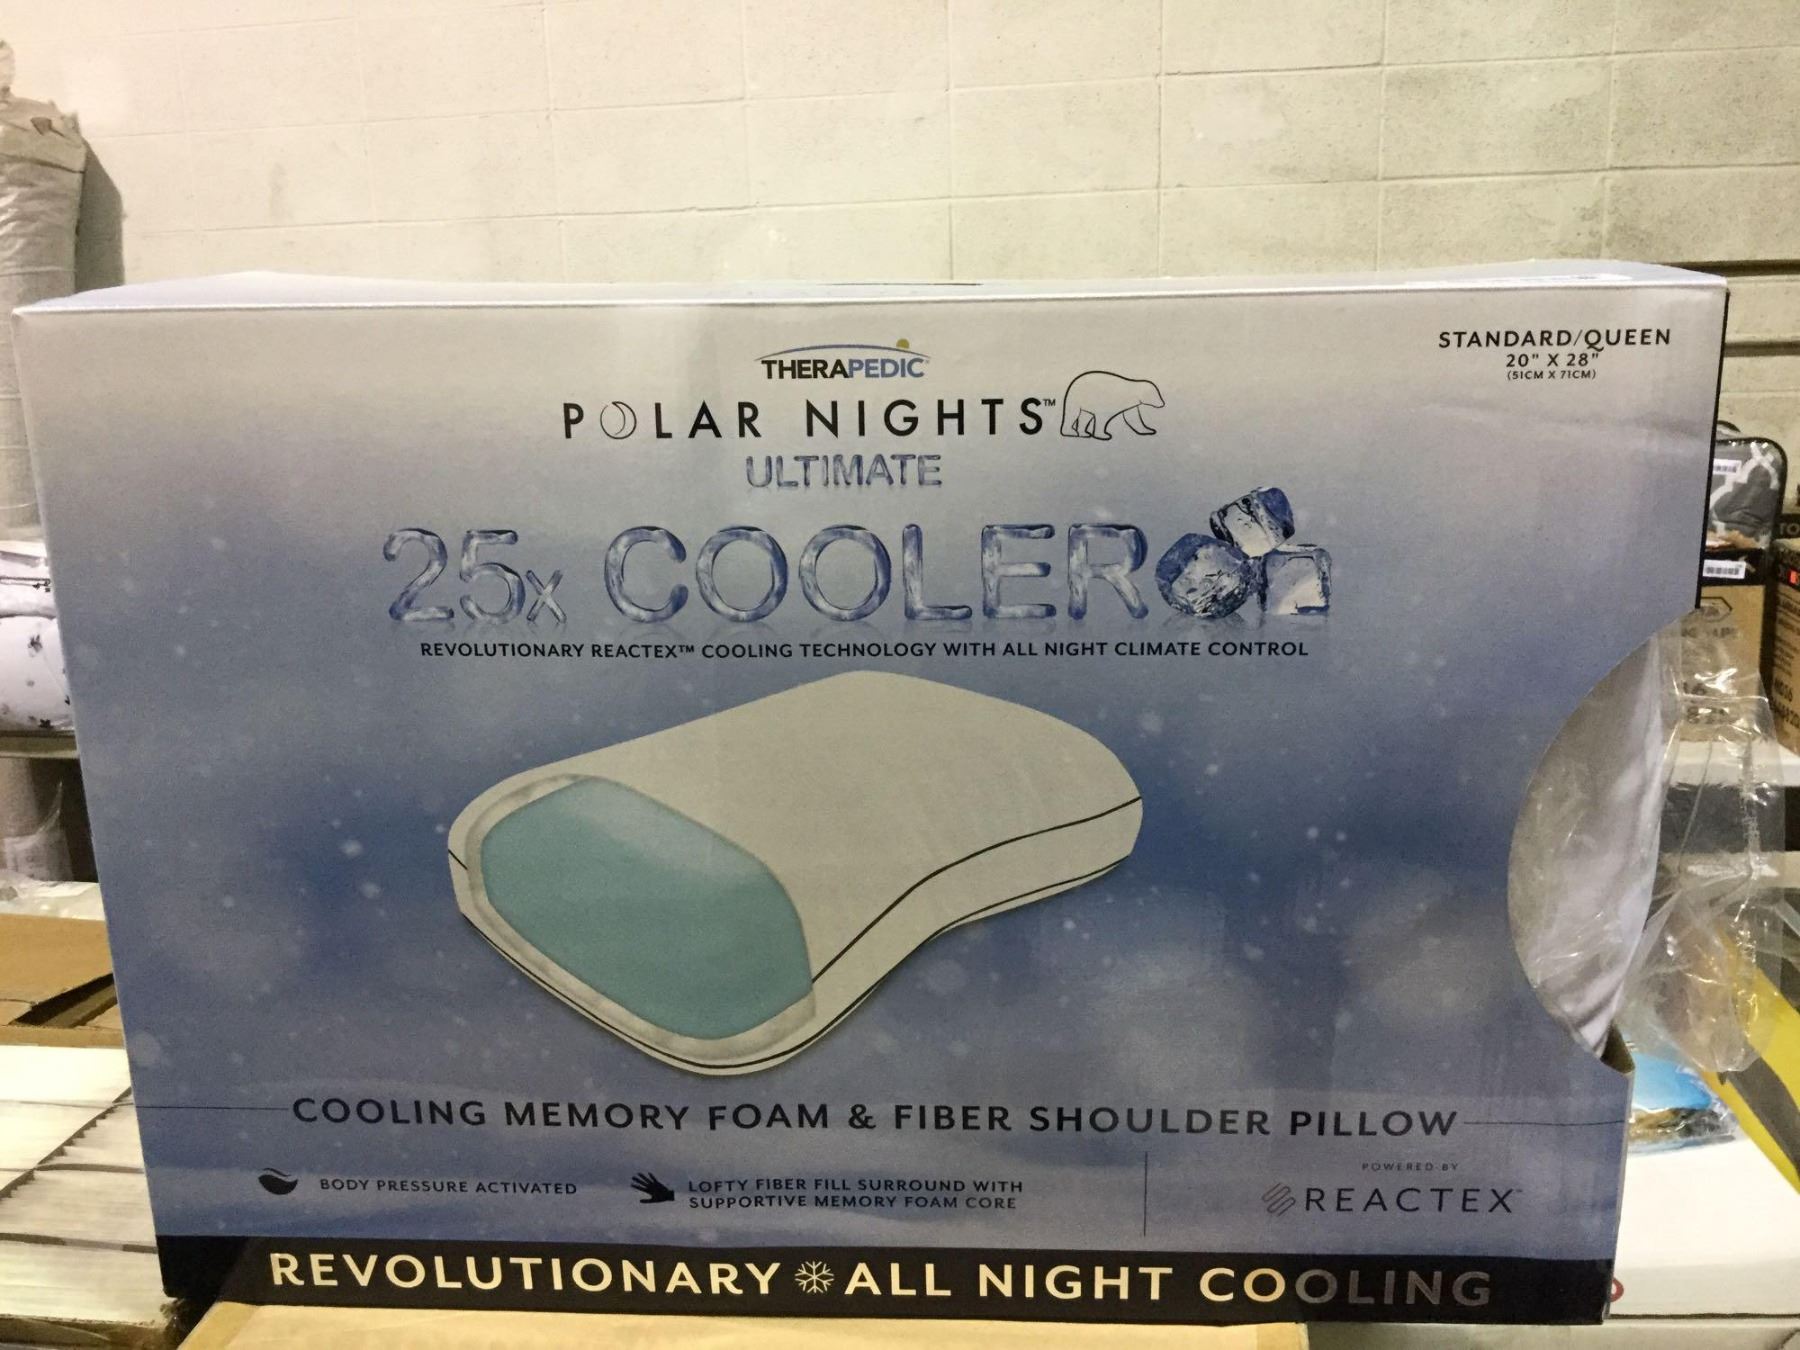 THERAPEDIC
STANDARD/QUEEN
20" X 28"
(51CM X 71CM)
POLAR NIGHTS™
ULTIMATE
25x COOLER
REVOLUTIONARY REACTEX™ COOLING TECHNOLOGY WITH ALL NIGHT CLIMATE CONTROL
COOLING MEMORY FOAM & FIBER SHOULDER PILLOW
BODY PRESSURE ACTIVATED
LOFTY FIBER FILL SURROUND WITH
SUPPORTIVE MEMORY FOAM CORE
POWERED BY
REACTEX
REVOLUTIONARY ALL NIGHT COOLING